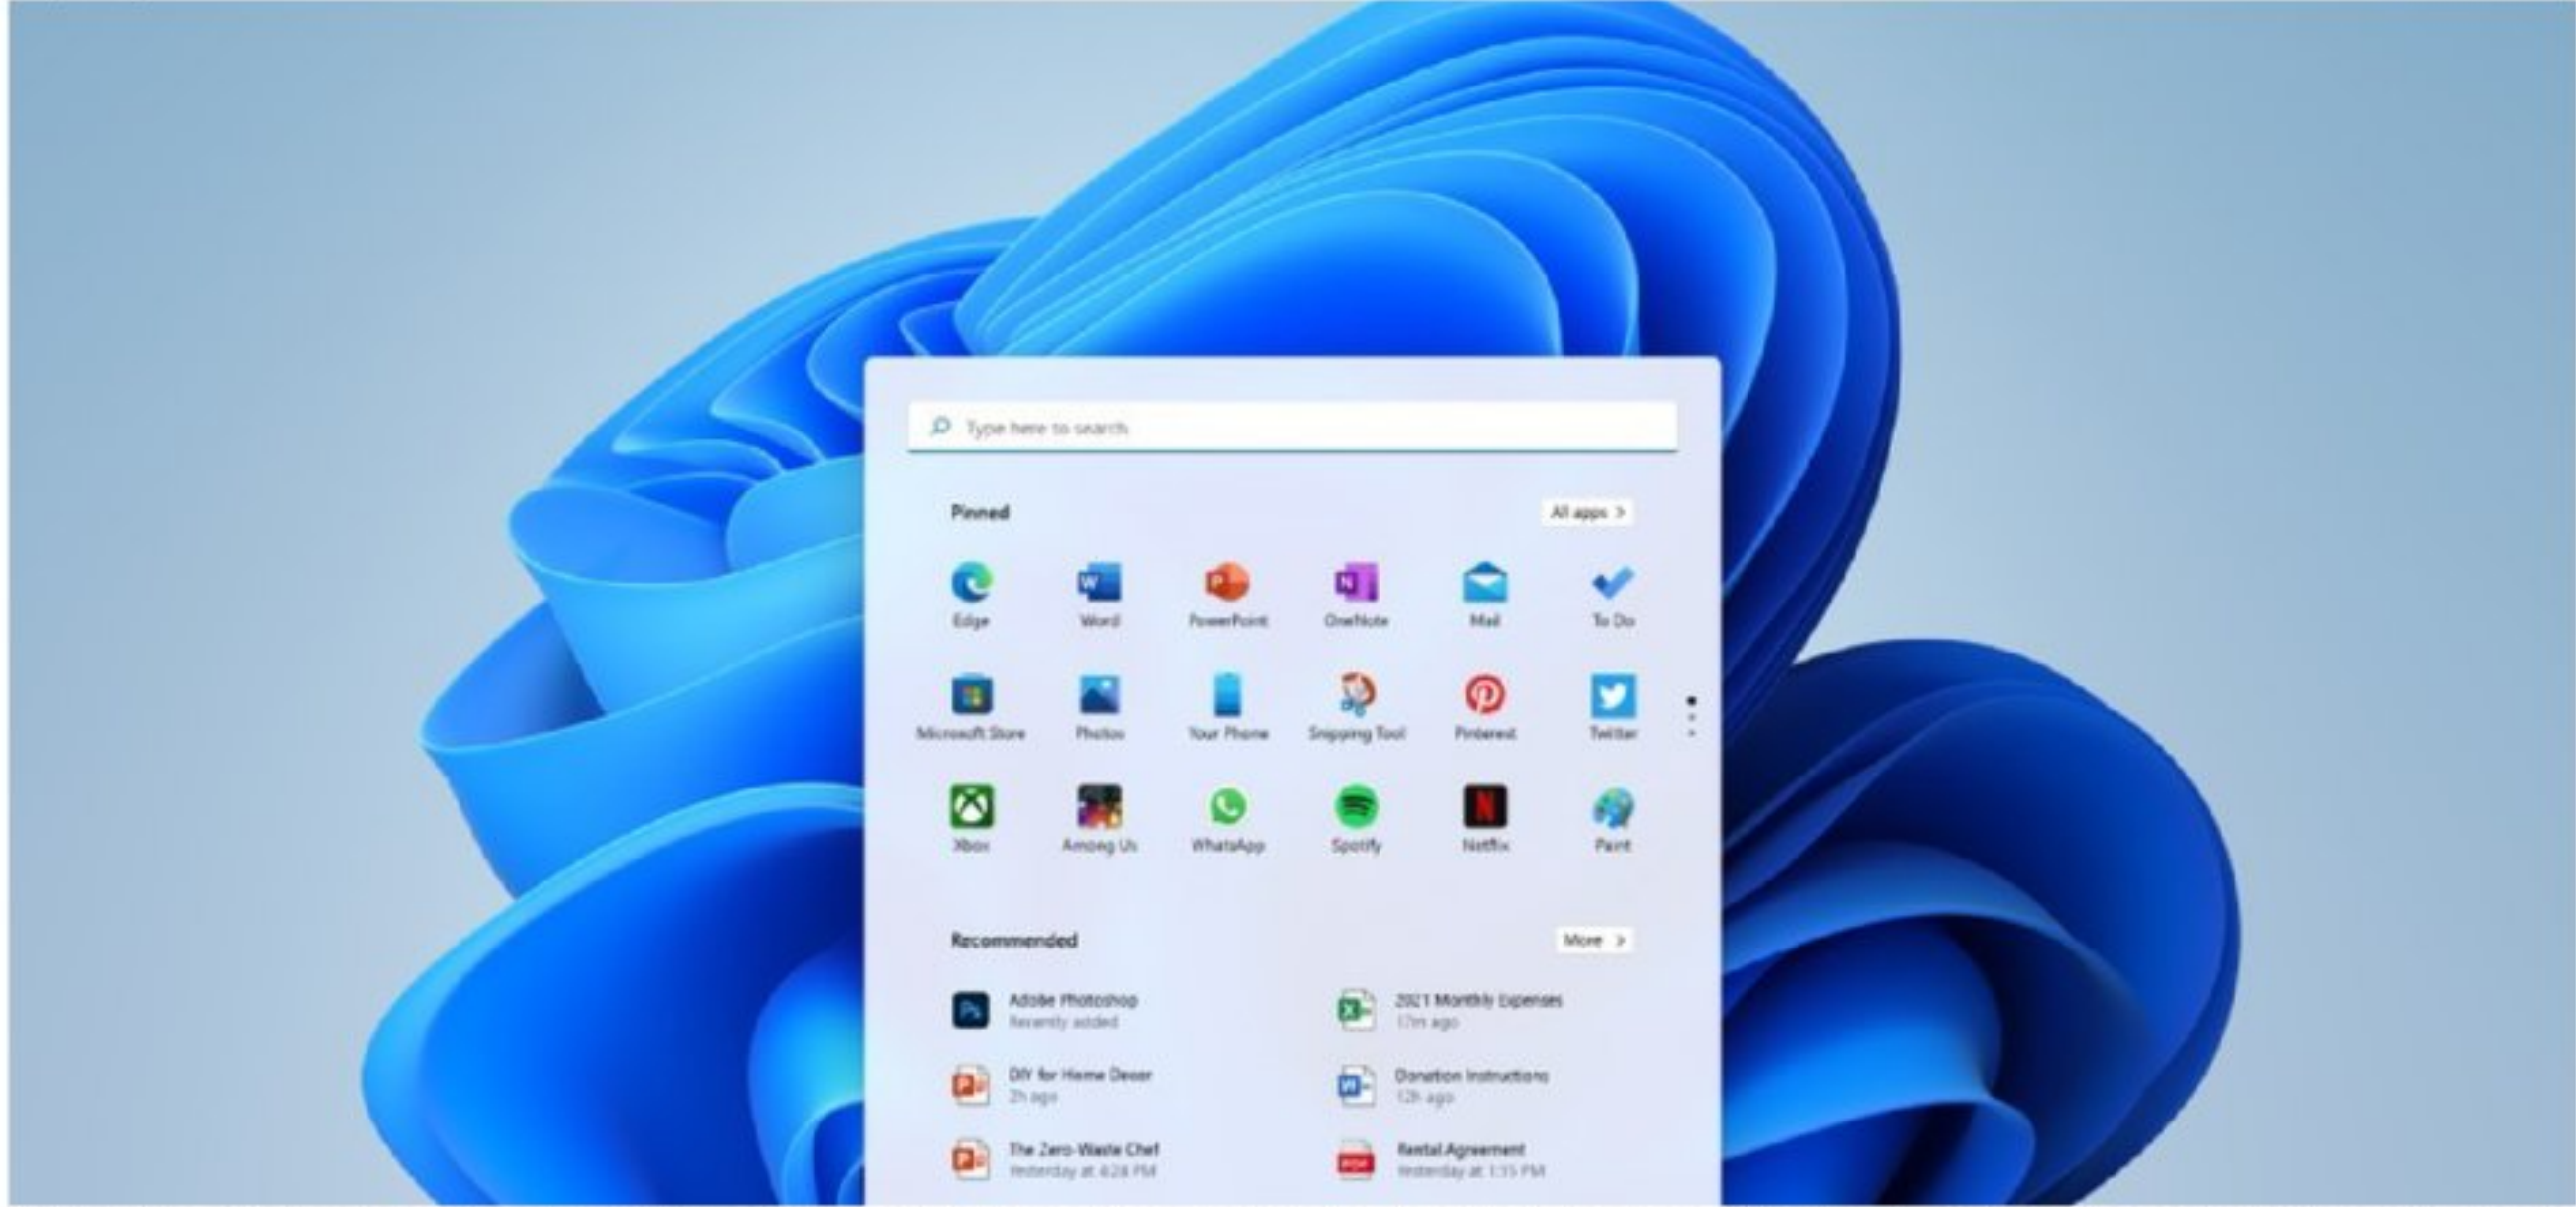 Type here to search
Pinned
All apps >
Edge
Word
PowerPoint
OneNote
Mail
To Do
Microsoft Store
Photos
Your Phone
Snipping Tool
Pinterest
Twitter
Xbox
Among Us
WhatsApp
Spotify
Netflix
Paint
Recommended
More >
Adobe Photoshop
Recently added
2021 Monthly Expenses
17m ago
DIY for Home Decor
2h ago
Donation Instructions
12h ago
The Zero-Waste Chef
Yesterday at 4:28 PM
Rental Agreement
Yesterday at 1:15 PM